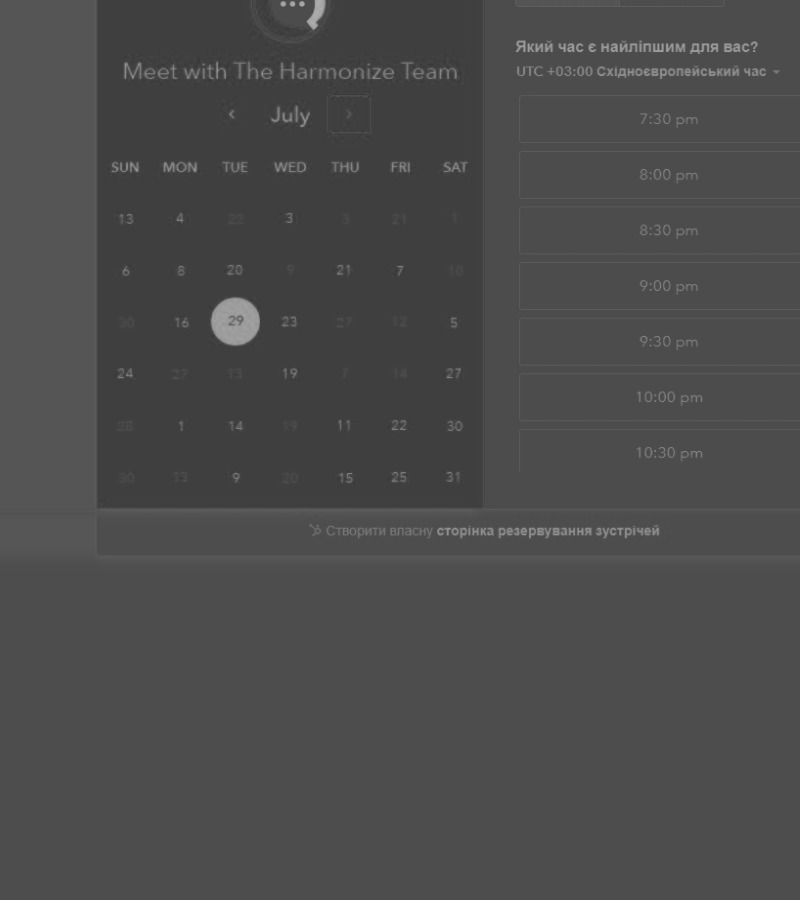 Meet with The Harmonize Team
July
SUN MON TUE WED THU FRI SAT
13 4 22 3 3 21 1
6 8 20 9 21 7 10
30 16 29 23 27 12 5
24 27 13 19 7 14 27
28 1 14 19 11 22 30
30 13 9 20 15 25 31
Який час є найліпшим для вас?
UTC +03:00 Східноєвропейський час
7:30 pm
8:00 pm
8:30 pm
9:00 pm
9:30 pm
10:00 pm
10:30 pm
Створити власну сторінка резервування зустрічей